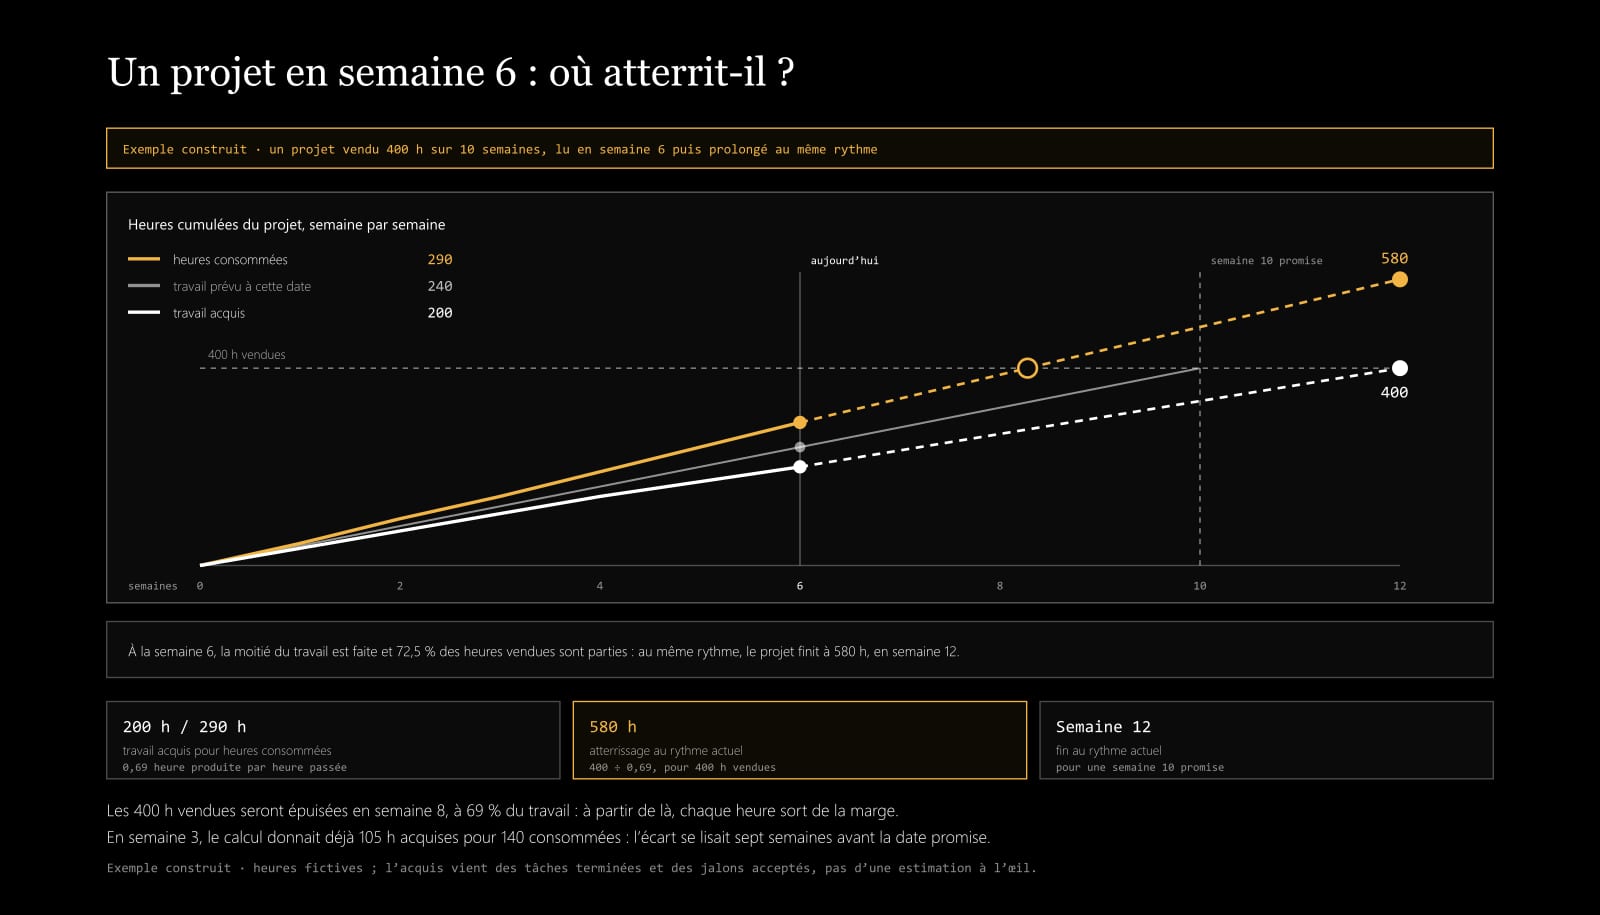 Un projet en semaine 6 : où atterrit-il ?
Exemple construit · un projet vendu 400 h sur 10 semaines, lu en semaine 6 puis prolongé au même rythme
Heures cumulées du projet, semaine par semaine
heures consommées 290
travail prévu à cette date 240
travail acquis 200
aujourd’hui
semaine 10 promise
580
400 h vendues
400
semaines 0 2 4 6 8 10 12
À la semaine 6, la moitié du travail est faite et 72,5 % des heures vendues sont parties : au même rythme, le projet finit à 580 h, en semaine 12.
200 h / 290 h
travail acquis pour heures consommées
0,69 heure produite par heure passée
580 h
atterrissage au rythme actuel
400 ÷ 0,69, pour 400 h vendues
Semaine 12
fin au rythme actuel
pour une semaine 10 promise
Les 400 h vendues seront épuisées en semaine 8, à 69 % du travail : à partir de là, chaque heure sort de la marge.
En semaine 3, le calcul donnait déjà 105 h acquises pour 140 consommées : l’écart se lisait sept semaines avant la date promise.
Exemple construit · heures fictives ; l’acquis vient des tâches terminées et des jalons acceptés, pas d’une estimation à l’œil.